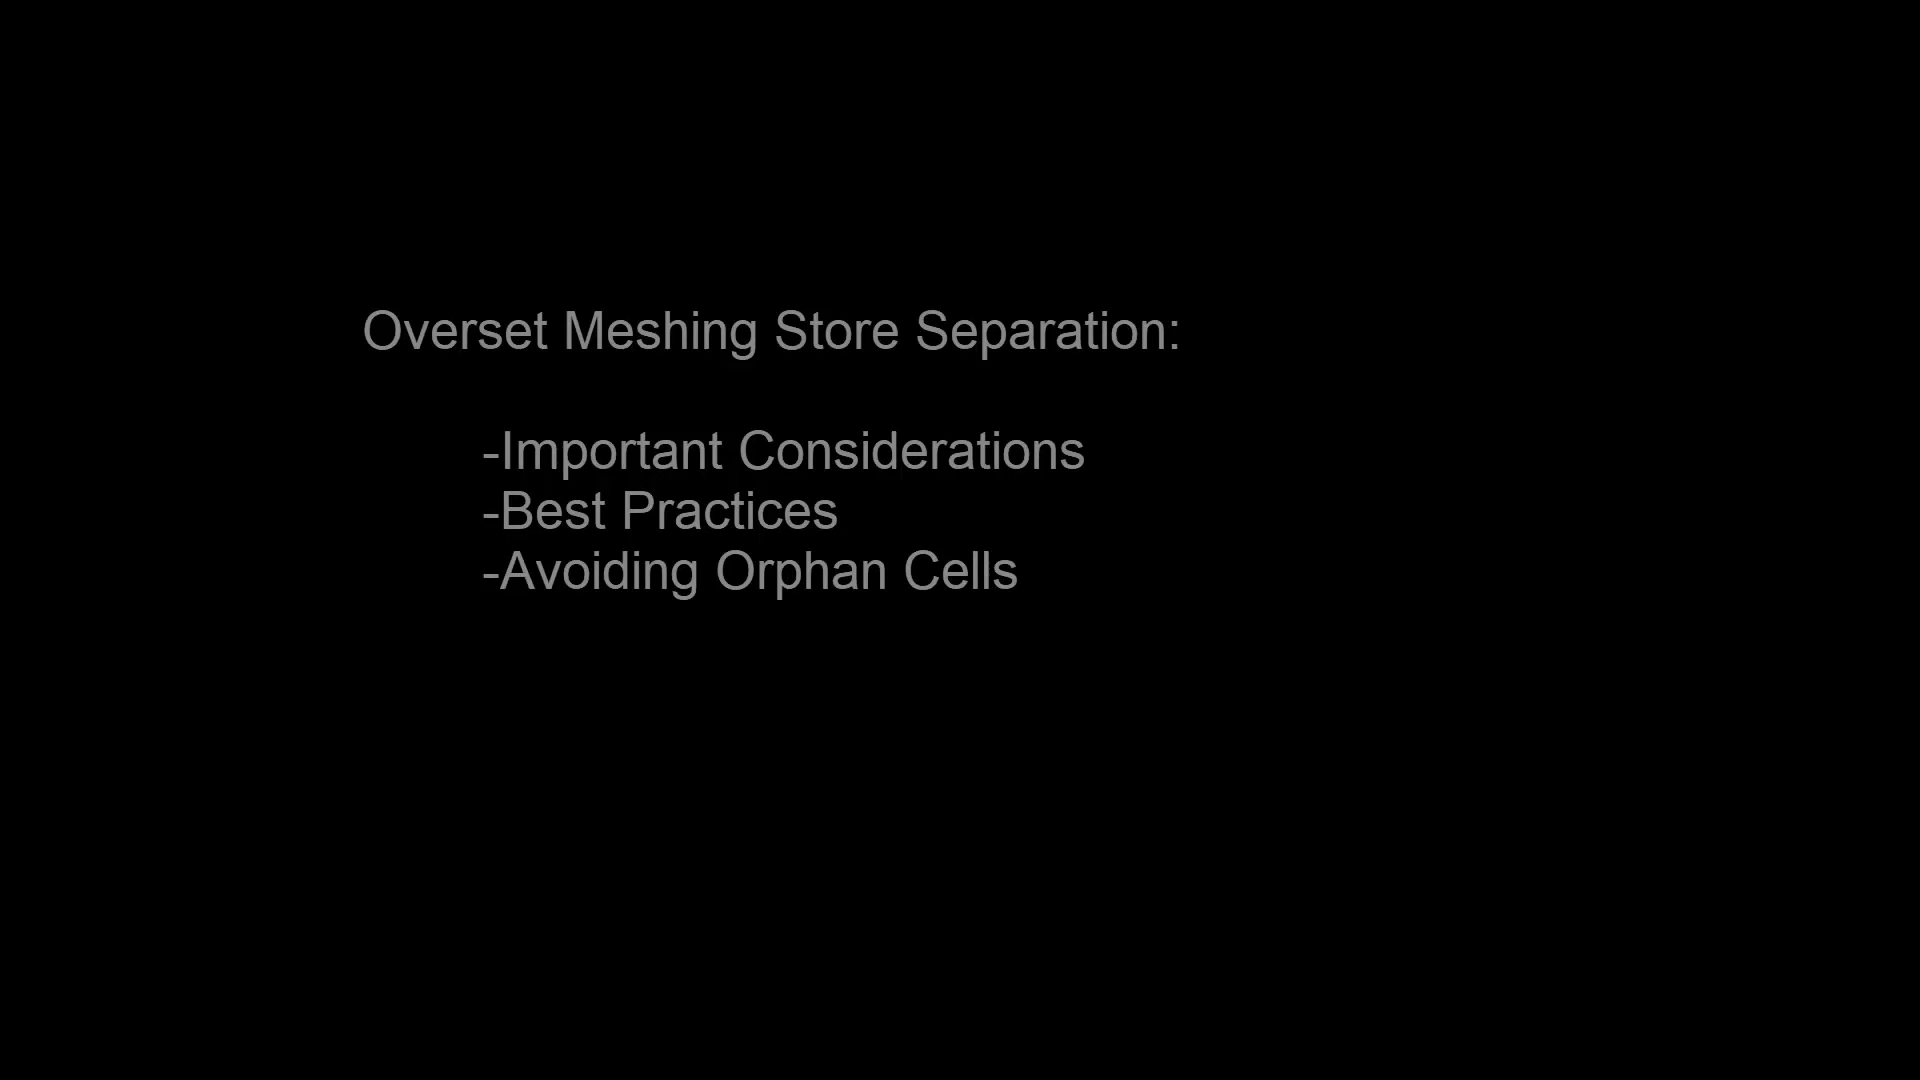 Overset Meshing Store Separation:
-Important Considerations
-Best Practices
-Avoiding Orphan Cells